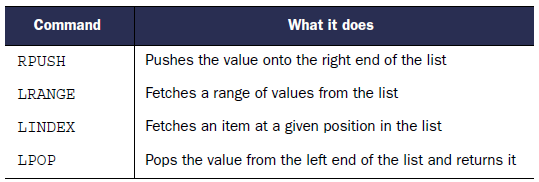 Command What it does
RPUSH Pushes the value onto the right end of the list
LRANGE Fetches a range of values from the list
LINDEX Fetches an item at a given position in the list
LPOP Pops the value from the left end of the list and returns it